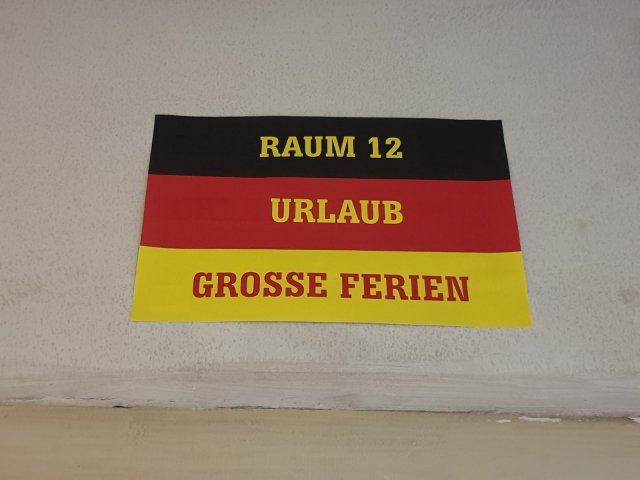 RAUM 12
URLAUB
GROSSE FERIEN